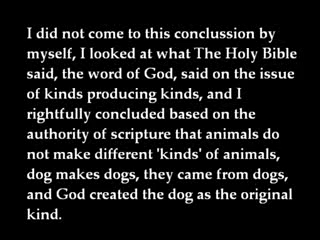 I did not come to this conclussion by
myself, I looked at what The Holy Bible
said, the word of God, said on the issue
of kinds producing kinds, and I
rightfully concluded based on the
authority of scripture that animals do
not make different 'kinds' of animals,
dog makes dogs, they came from dogs,
and God created the dog as the original
kind.